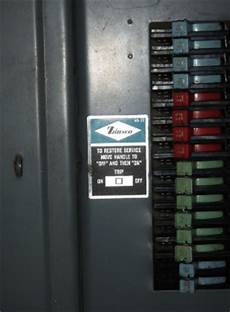 Zinsco
TO RESTORE SERVICE
MOVE HANDLE TO
"OFF" AND THEN "ON"
TRIP
ON OFF